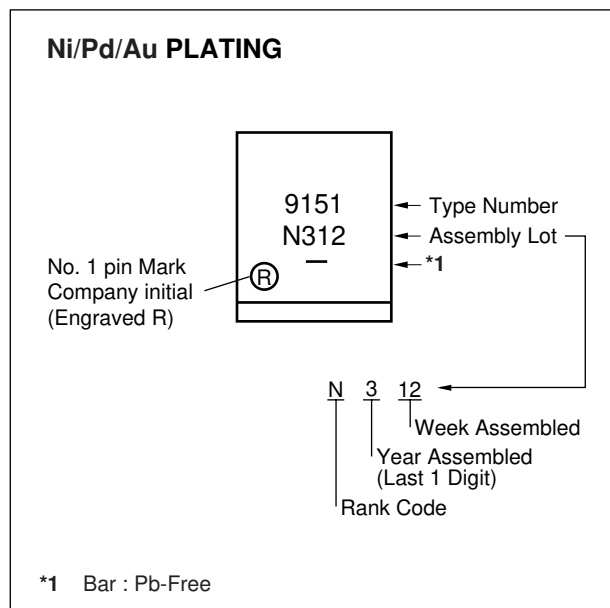 Ni/Pd/Au PLATING
9151
N312
—
R
Type Number
Assembly Lot
*1
No. 1 pin Mark
Company initial
(Engraved R)
N 3 12
Week Assembled
Year Assembled
(Last 1 Digit)
Rank Code
*1 Bar : Pb-Free